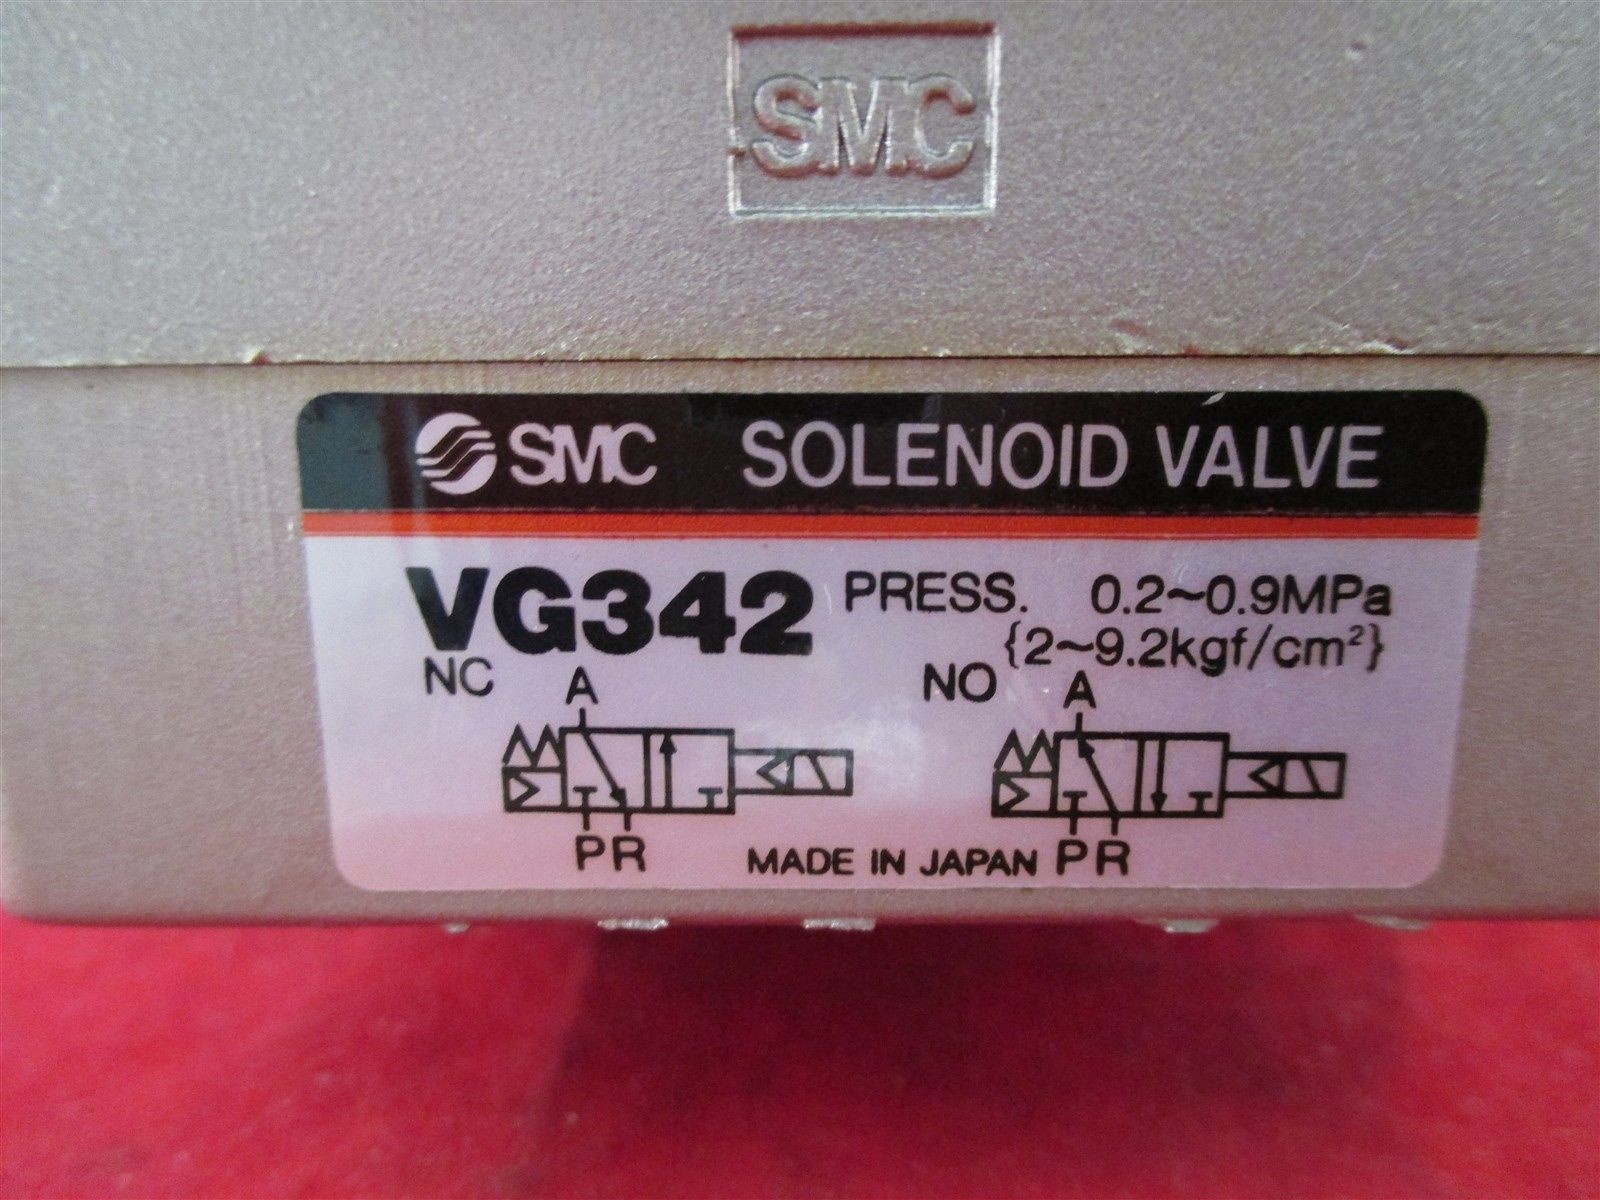 SMC
SMC SOLENOID VALVE
VG342 PRESS. 0.2~0.9MPa
{2~9.2kgf/cm²}
NC A NO A
PR MADE IN JAPAN PR